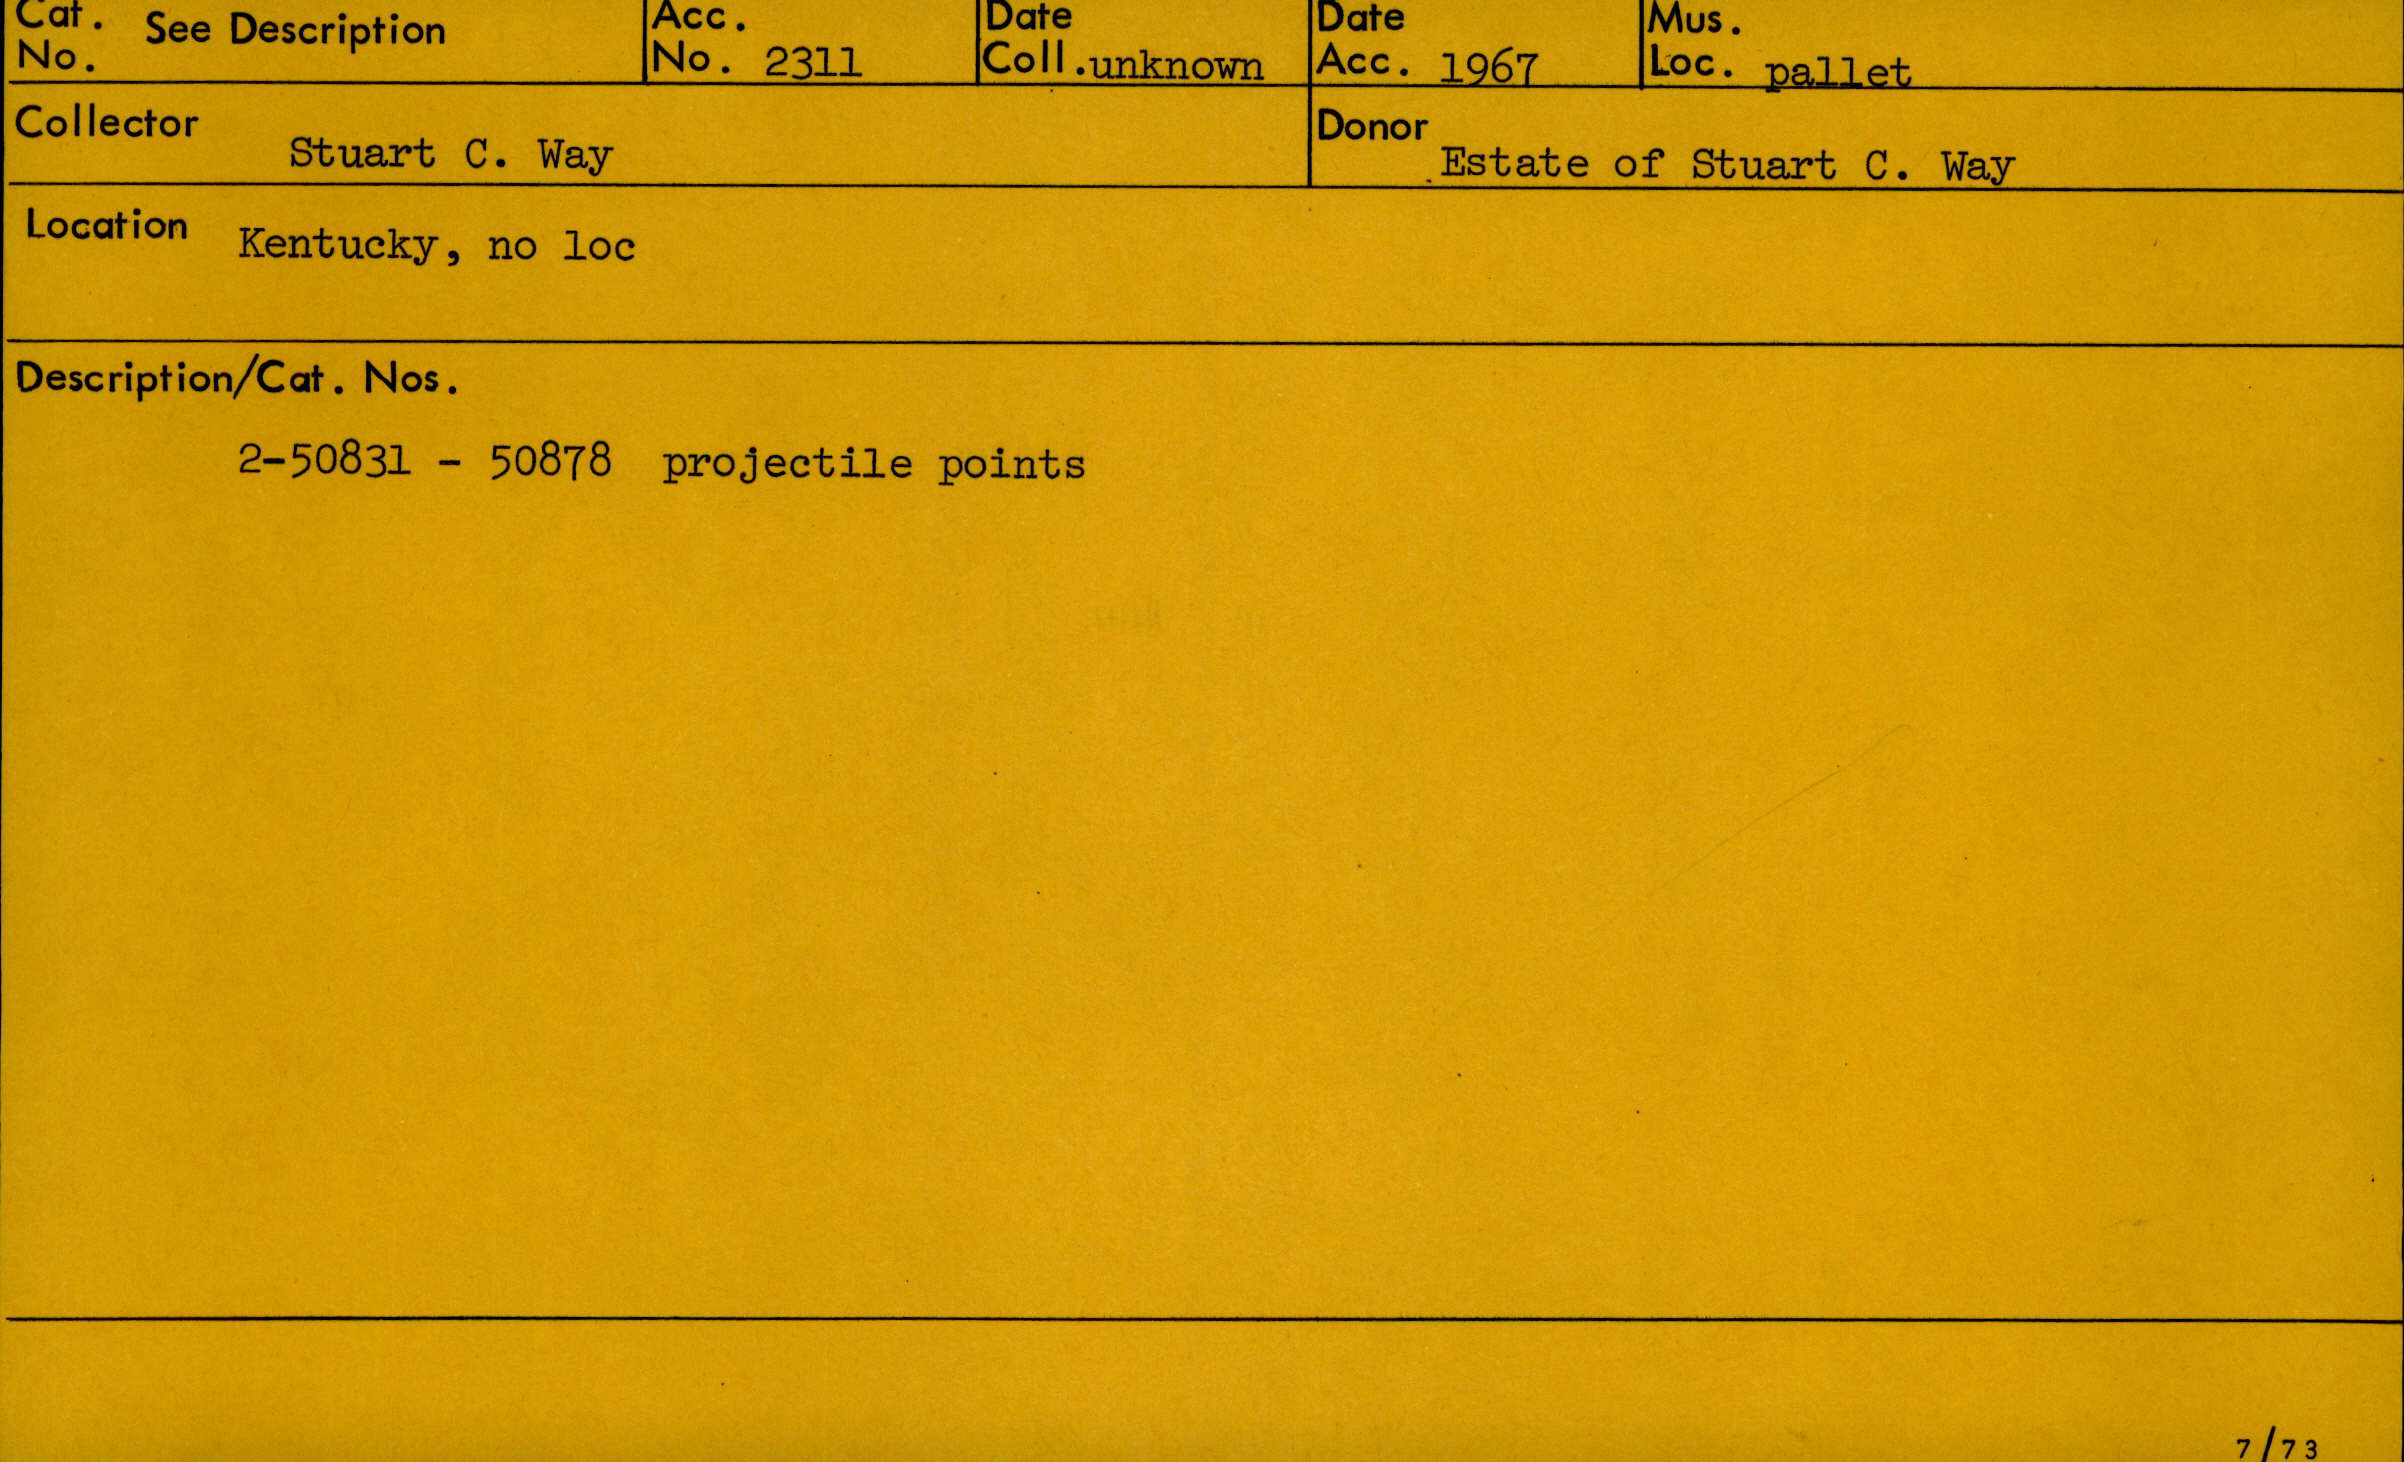 Cat. No. See Description
Acc. No. 2311
Date Coll. unknown
Date Acc. 1967
Mus. Loc. pallet
Collector Stuart C. Way
Donor Estate of Stuart C. Way
Location Kentucky, no loc
Description/Cat. Nos.
2-50831 - 50878 projectile points
7/73